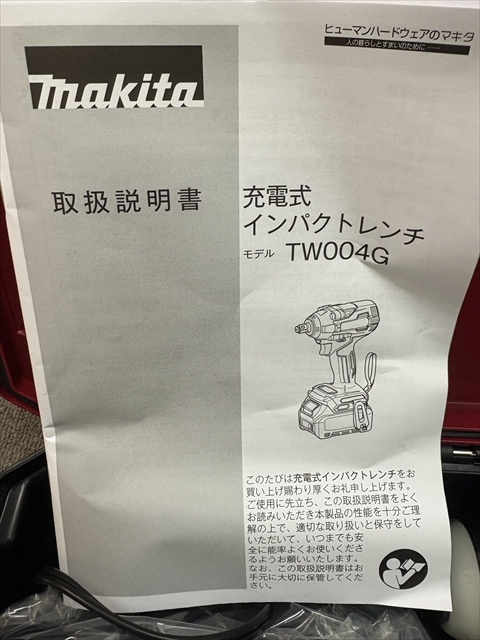 ヒューマンハードウェアのマキタ
人の暮らしとすまいのために……
makita
取扱説明書
充電式
インパクトレンチ
モデル TW004G
このたびは充電式インパクトレンチをお
買い上げ賜わり厚くお礼申し上げます。
ご使用に先立ち、この取扱説明書をよく
お読みいただき本製品の性能を十分ご理
解の上で、適切な取り扱いと保守をして
いただいて、いつまでも安
全に能率よくお使いくださ
るようお願いいたします。
なお、この取扱説明書はお
手元に大切に保管してくだ
さい。